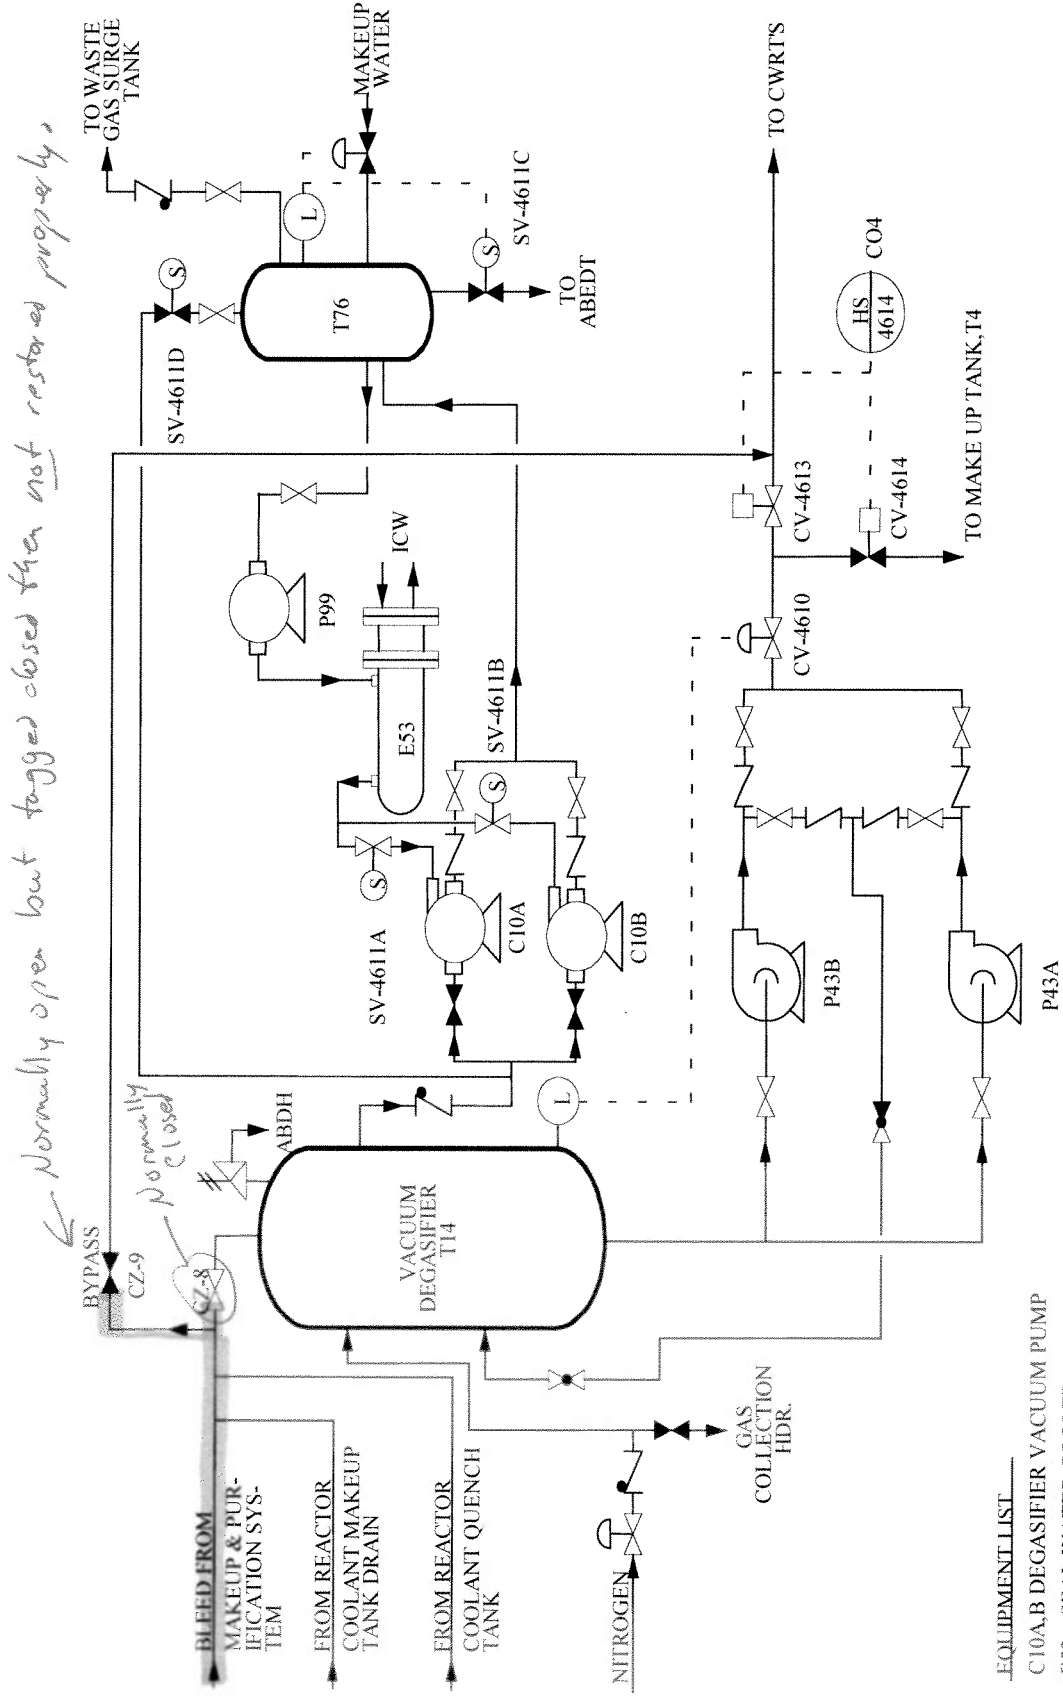 Normally open but tagged closed then not restored properly.
Normally
Closed
BYPASS
CZ-9
CZ-8
BLEED FROM
MAKEUP & PUR-
IFICATION SYS-
TEM
FROM REACTOR
COOLANT MAKEUP
TANK DRAIN
FROM REACTOR
COOLANT QUENCH
TANK
NITROGEN
GAS
COLLECTION
HDR.
VACUUM
DEGASIFIER
T14
ABDH
L
SV-4611A
S
C10A
C10B
SV-4611B
S
E53
ICW
P99
SV-4611D
S
T76
L
TO WASTE
GAS SURGE
TANK
MAKEUP
WATER
SV-4611C
S
TO
ABEDT
P43B
P43A
CV-4610
CV-4613
CV-4614
HS
4614
CO4
TO CWRT'S
TO MAKE UP TANK,T4
EQUIPMENT LIST
C10A,B DEGASIFIER VACUUM PUMP